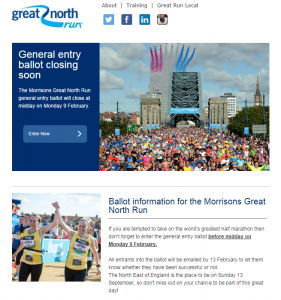 great north
run
About | Training | Great Run Local
General entry
ballot closing
soon
The Morrisons Great North Run
general entry ballot will close at
midday on Monday 9 February.
Enter Now
Ballot information for the Morrisons Great
North Run
If you are tempted to take on the world's greatest half marathon then
don't forget to enter the general entry ballot before midday on
Monday 9 February.
All entrants into the ballot will be emailed by 13 February to let them
know whether they have been successful or not.
The North East of England is the place to be on Sunday 13
September, so don't miss out on your chance to be part of this great
day!